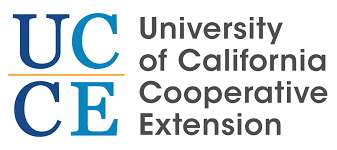 UC
CE
University
of California
Cooperative
Extension